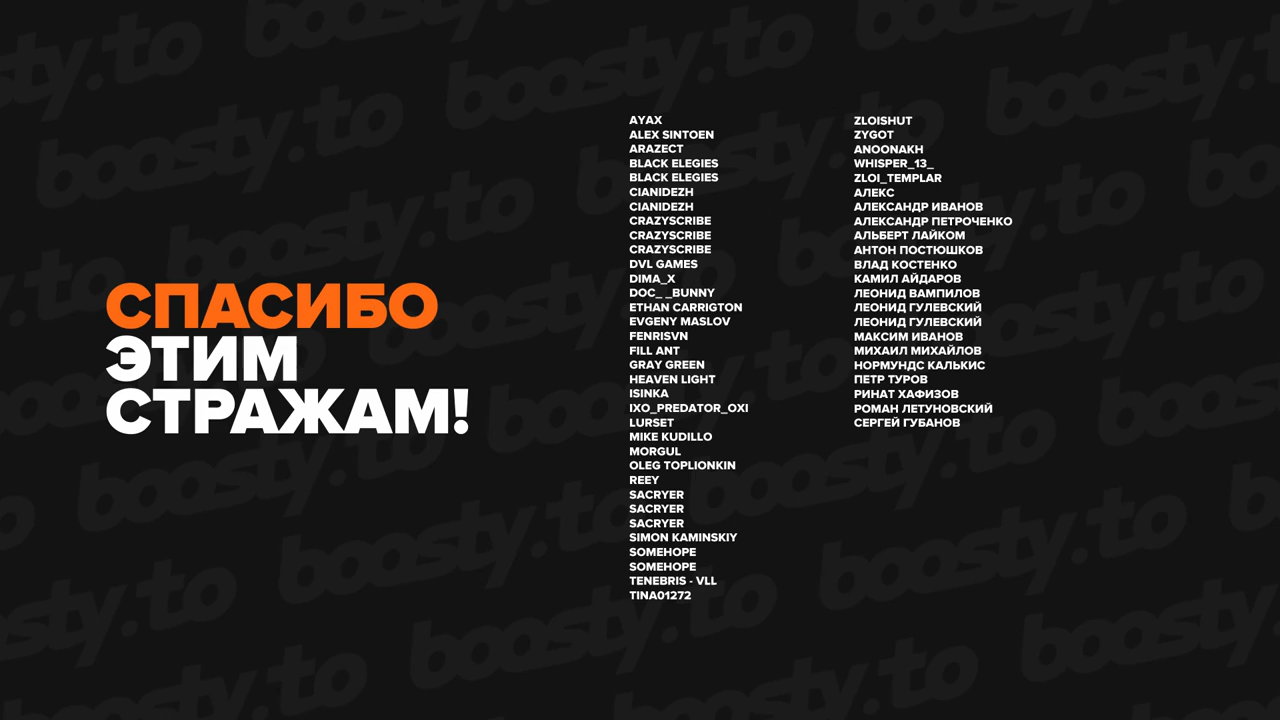 СПАСИБО
ЭТИМ
СТРАЖАМ!
AYAX
ALEX SINTOEN
ARAZECT
BLACK ELEGIES
BLACK ELEGIES
CIANIDEZH
CIANIDEZH
CRAZYSCRIBE
CRAZYSCRIBE
CRAZYSCRIBE
DVL GAMES
DIMA_X
DOC_ _BUNNY
ETHAN CARRIGTON
EVGENY MASLOV
FENRISVN
FILL ANT
GRAY GREEN
HEAVEN LIGHT
ISINKA
IXO_PREDATOR_OXI
LURSET
MIKE KUDILLO
MORGUL
OLEG TOPLIONKIN
REEY
SACRYER
SACRYER
SACRYER
SIMON KAMINSKIY
SOMEHOPE
SOMEHOPE
TENEBRIS - VLL
TINA01272
ZLOISHUT
ZYGOT
ANOONAKH
WHISPER_13_
ZLOI_TEMPLAR
АЛЕКС
АЛЕКСАНДР ИВАНОВ
АЛЕКСАНДР ПЕТРОЧЕНКО
АЛЬБЕРТ ЛАЙКОМ
АНТОН ПОСТЮШКОВ
ВЛАД КОСТЕНКО
КАМИЛ АЙДАРОВ
ЛЕОНИД ВАМПИЛОВ
ЛЕОНИД ГУЛЕВСКИЙ
ЛЕОНИД ГУЛЕВСКИЙ
МАКСИМ ИВАНОВ
МИХАИЛ МИХАЙЛОВ
НОРМУНДС КАЛЬКИС
ПЕТР ТУРОВ
РИНАТ ХАФИЗОВ
РОМАН ЛЕТУНОВСКИЙ
СЕРГЕЙ ГУБАНОВ